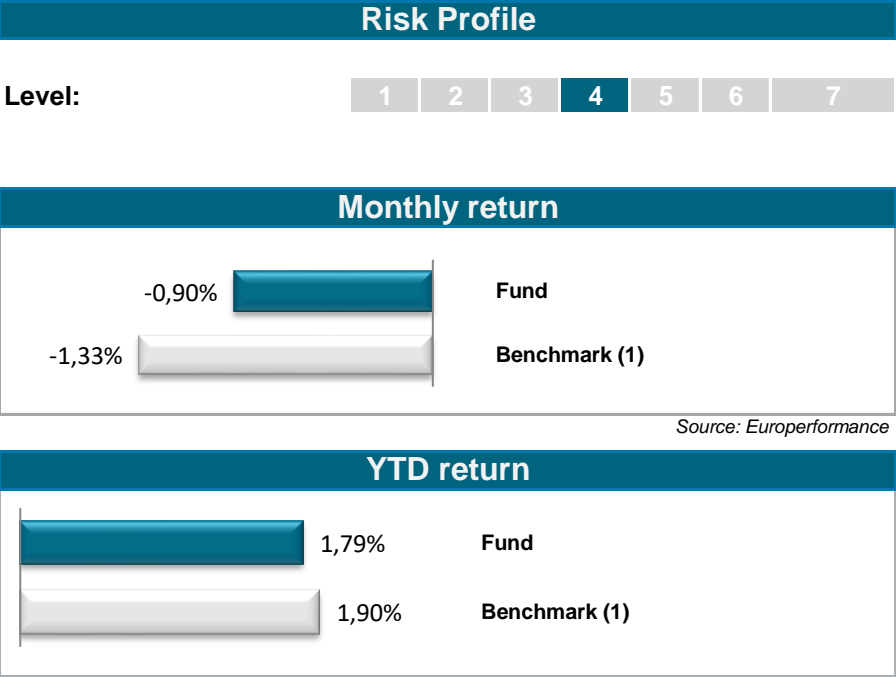 Risk Profile
Level: 1 2 3 4 5 6 7
Monthly return
-0,90% Fund
-1,33% Benchmark (1)
Source: Europerformance
YTD return
1,79% Fund
1,90% Benchmark (1)